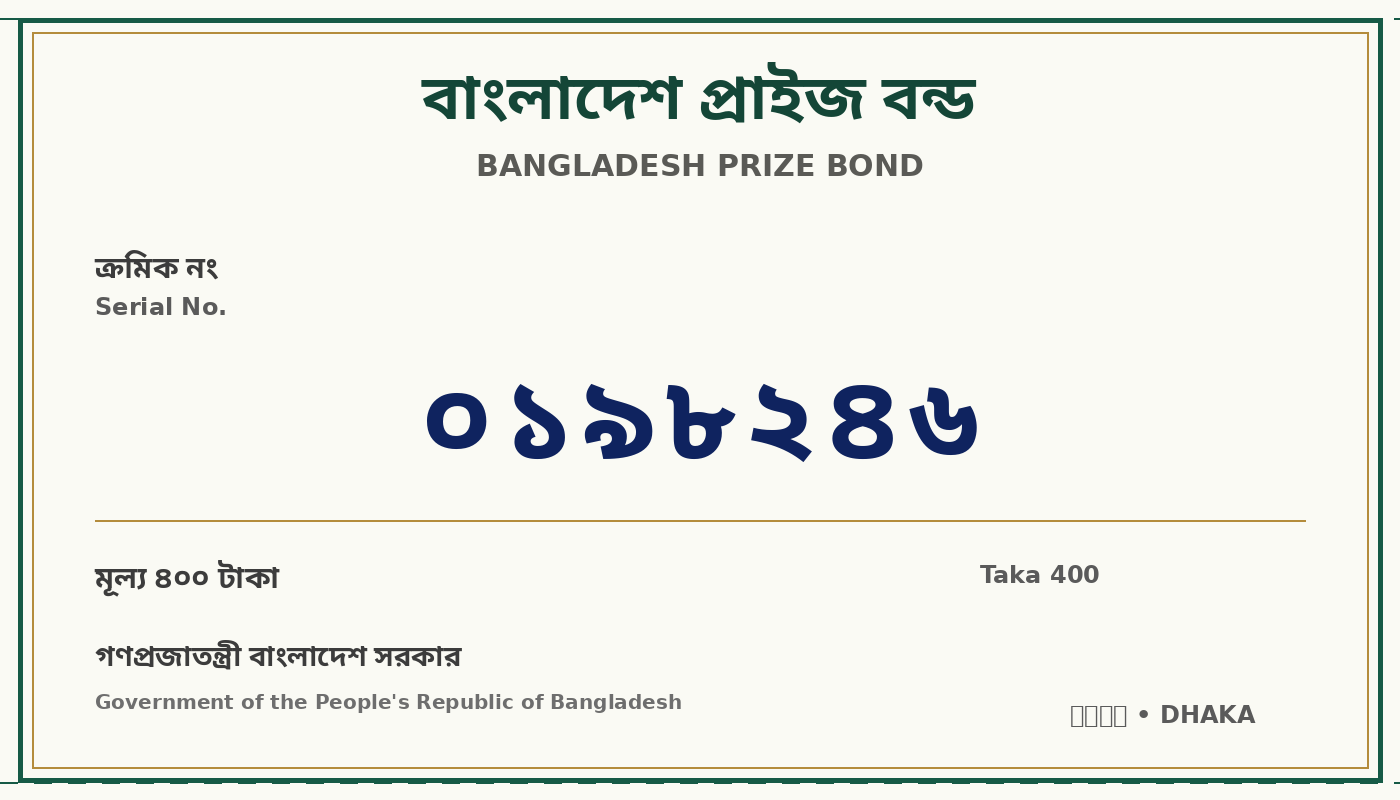 বাংলাদেশ প্রাইজ বন্ড
BANGLADESH PRIZE BOND
ক্রমিক নং
Serial No.
০১৯৮২৪৬
মূল্য ৪০০ টাকা
Taka 400
গণপ্রজাতন্ত্রী বাংলাদেশ সরকার
Government of the People's Republic of Bangladesh
• DHAKA